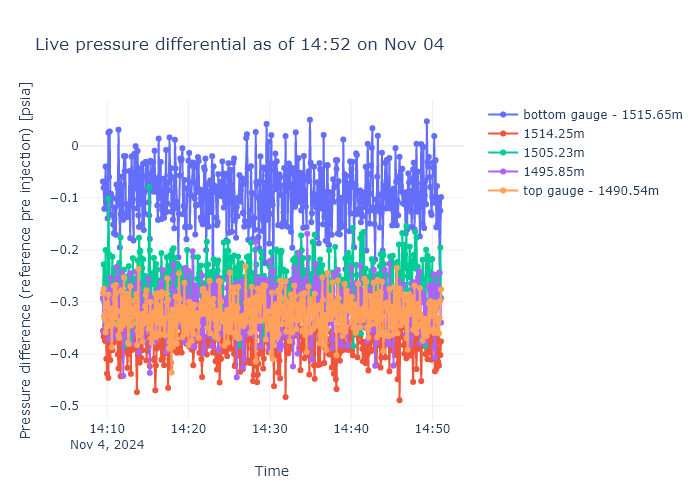 Live pressure differential as of 14:52 on Nov 04
Pressure difference (reference pre injection) [psia]
0
−0.1
−0.2
−0.3
−0.4
−0.5
14:10
Nov 4, 2024
14:20
14:30
14:40
14:50
Time
bottom gauge - 1515.65m
1514.25m
1505.23m
1495.85m
top gauge - 1490.54m